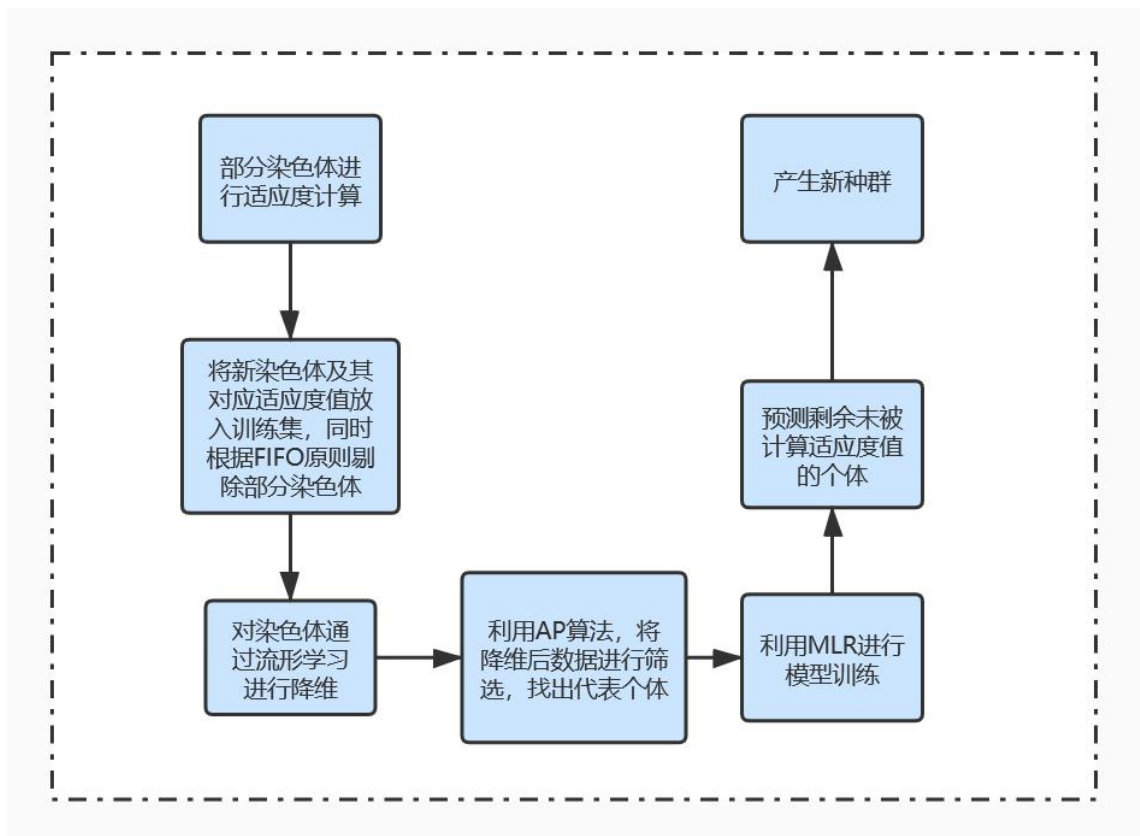 部分染色体进
行适应度计算
将新染色体及其
对应适应度值放
入训练集，同时
根据FIFO原则剔
除部分染色体
对染色体通
过流形学习
进行降维
利用AP算法，将
降维后数据进行筛
选，找出代表个体
利用MLR进行
模型训练
预测剩余未被
计算适应度值
的个体
产生新种群